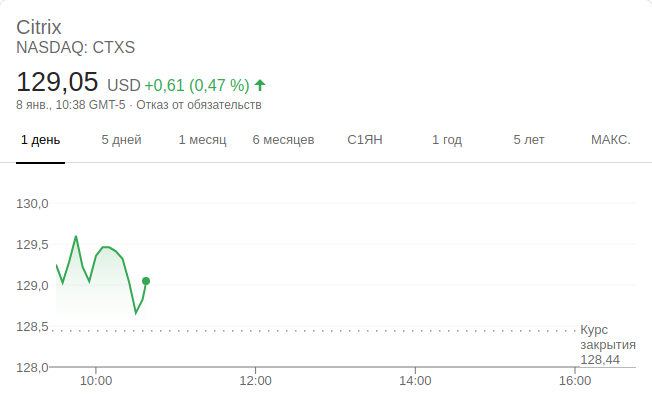 Citrix
NASDAQ: CTXS
129,05 USD +0,61 (0,47 %)
8 янв., 10:38 GMT-5 · Отказ от обязательств
1 день 5 дней 1 месяц 6 месяцев С1ЯН 1 год 5 лет МАКС.
130,0
129,5
129,0
128,5
Курс
закрытия
128,44
128,0
10:00 12:00 14:00 16:00